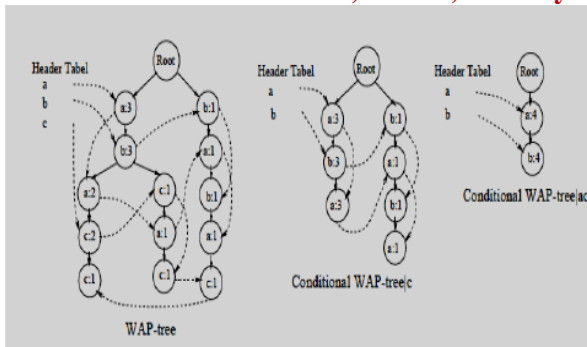 Header Tabel
a
b
c
Root
a:3
b:1
b:3
a:1
a:2
c:1
b:1
c:2
a:1
a:1
c:1
c:1
c:1
WAP-tree
Header Tabel
a
b
Root
a:3
b:1
b:3
a:1
a:3
b:1
a:1
Conditional WAP-tree|c
Header Tabel
a
b
Root
a:4
b:4
Conditional WAP-tree|ac